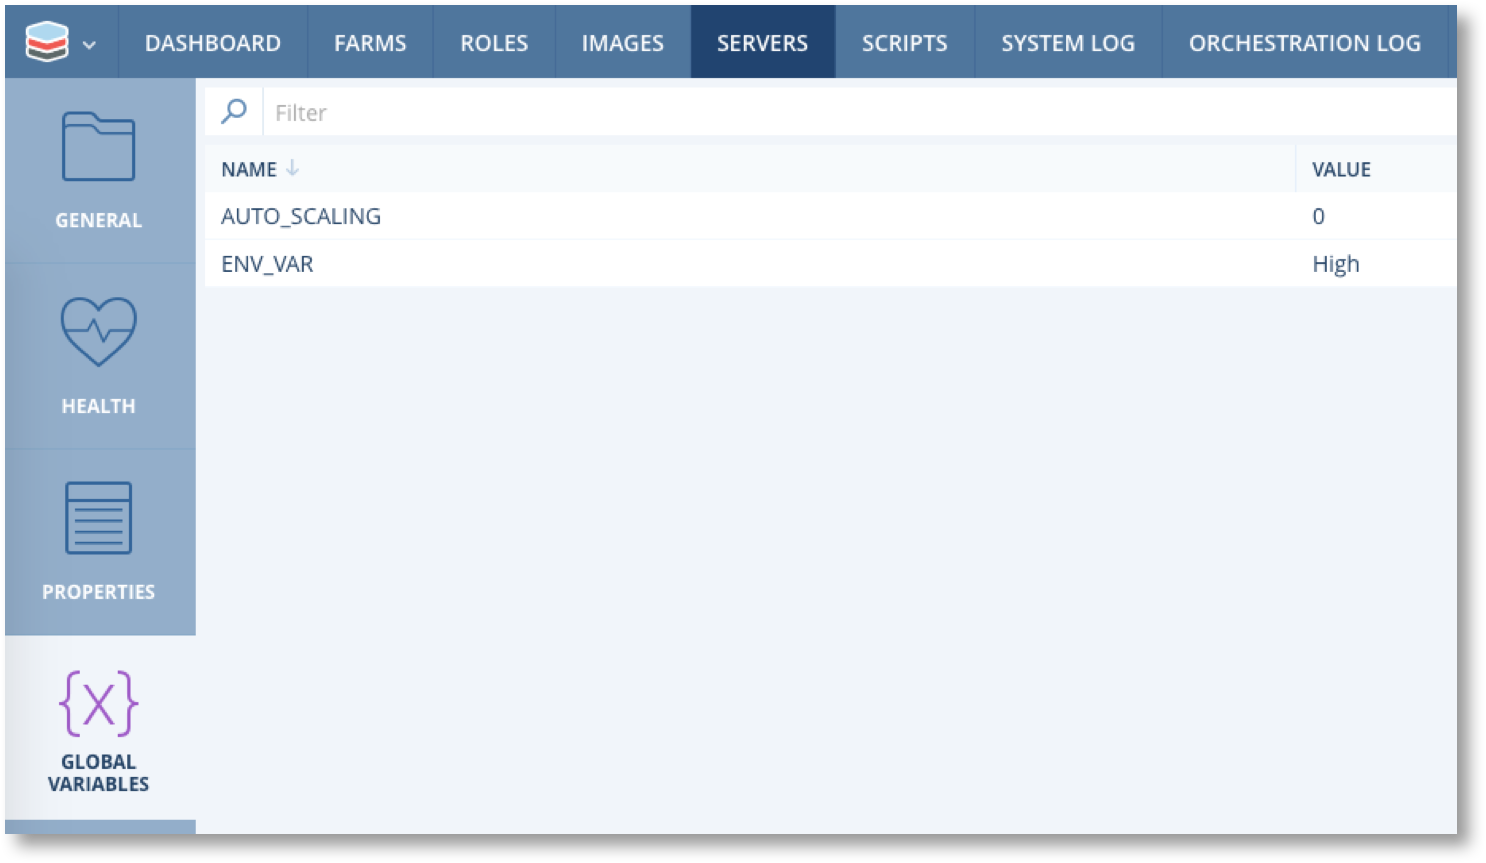 DASHBOARD FARMS ROLES IMAGES SERVERS SCRIPTS SYSTEM LOG ORCHESTRATION LOG
GENERAL
HEALTH
PROPERTIES
{X}
GLOBAL
VARIABLES
Filter
NAME VALUE
AUTO_SCALING 0
ENV_VAR High